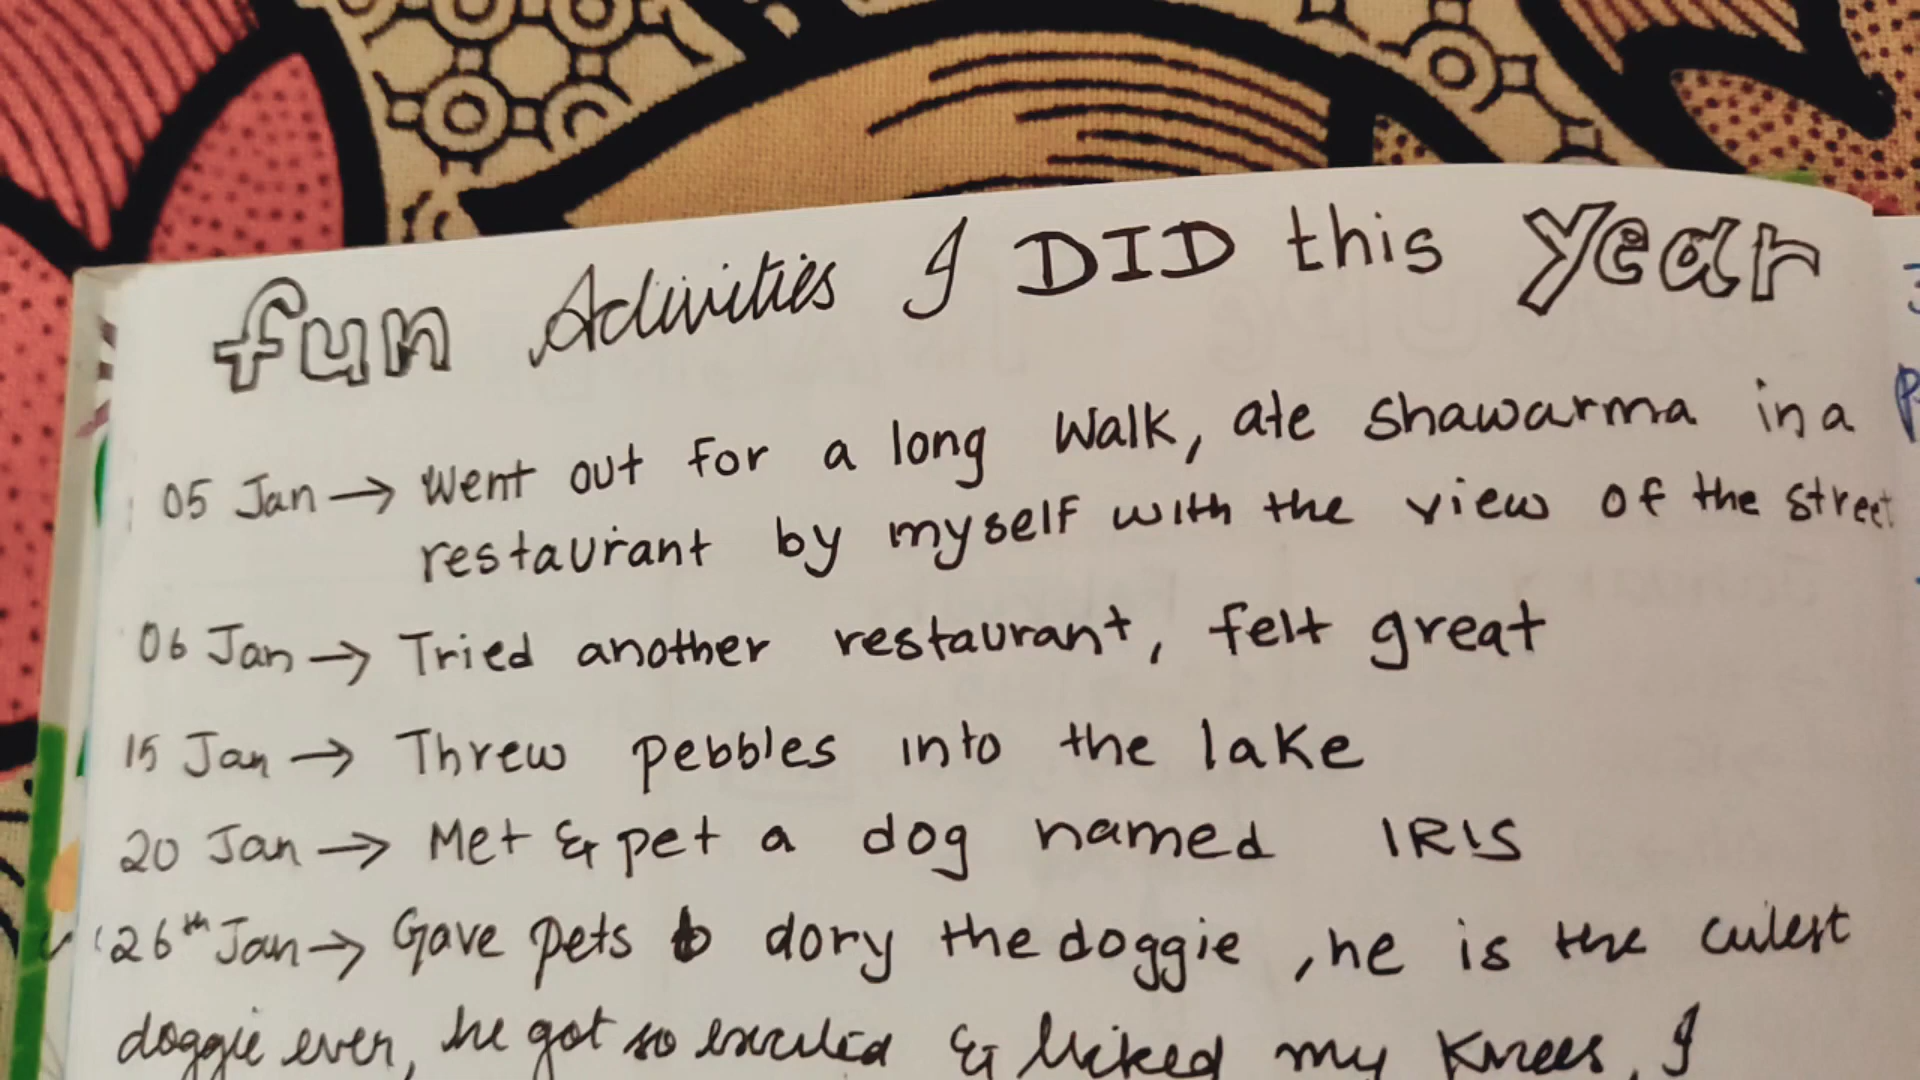 fun Activities I DID this year
05 Jan → Went out for a long walk, ate shawarma in a
restaurant by myself with the view of the street
06 Jan → Tried another restaurant, felt great
15 Jan → Threw pebbles into the lake
20 Jan → Met & pet a dog named IRIS
26th Jan → Gave pets to dory the doggie, he is the cutest
doggie ever, he got so excited & licked my knees, I